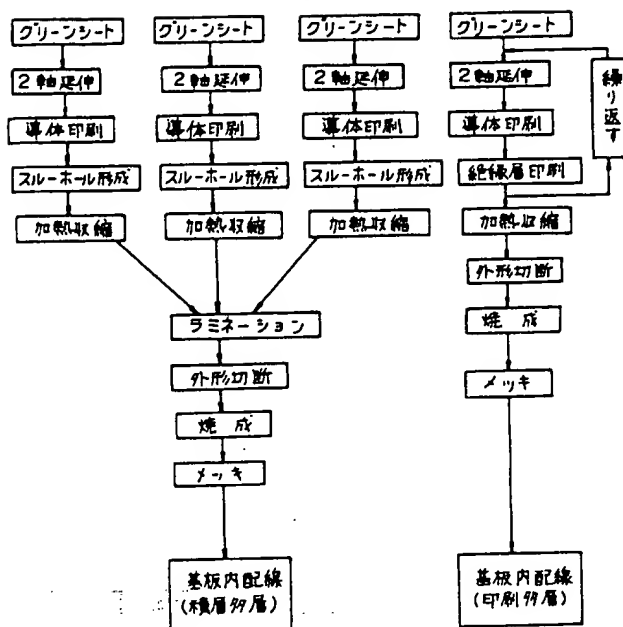 グリーンシート
2軸延伸
導体印刷
スルーホール形成
加熱収縮
グリーンシート
2軸延伸
導体印刷
スルーホール形成
加熱収縮
グリーンシート
2軸延伸
導体印刷
スルーホール形成
加熱収縮
ラミネーション
外形切断
焼成
メッキ
基板内配線
(積層多層)
グリーンシート
2軸延伸
導体印刷
絶縁層印刷
繰り返す
加熱収縮
外形切断
焼成
メッキ
基板内配線
(印刷多層)